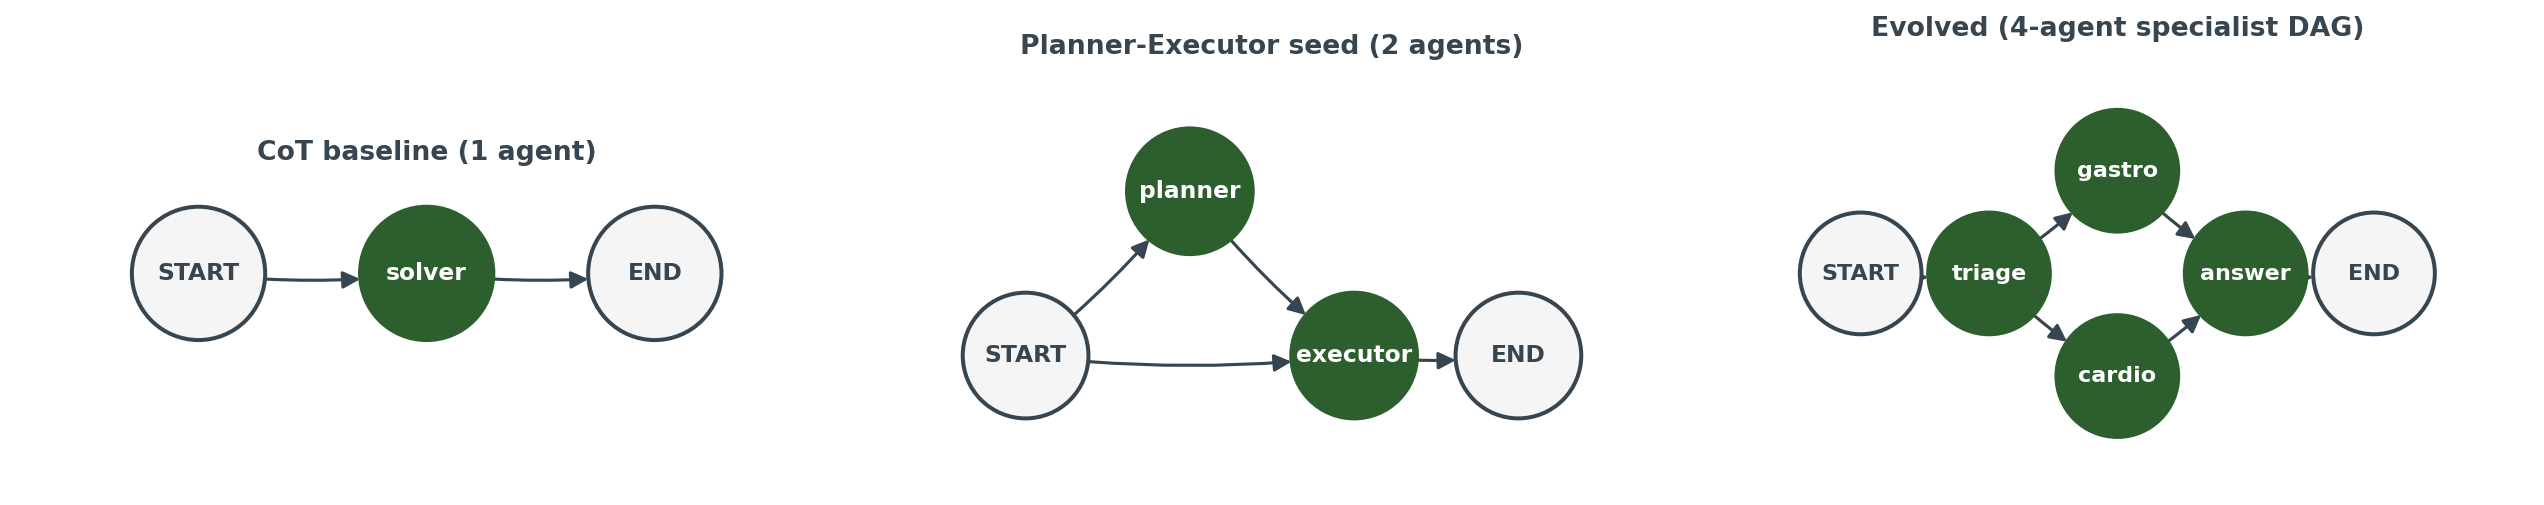 CoT baseline (1 agent)
START
solver
END
Planner-Executor seed (2 agents)
planner
START
executor
END
Evolved (4-agent specialist DAG)
gastro
START
triage
answer
END
cardio